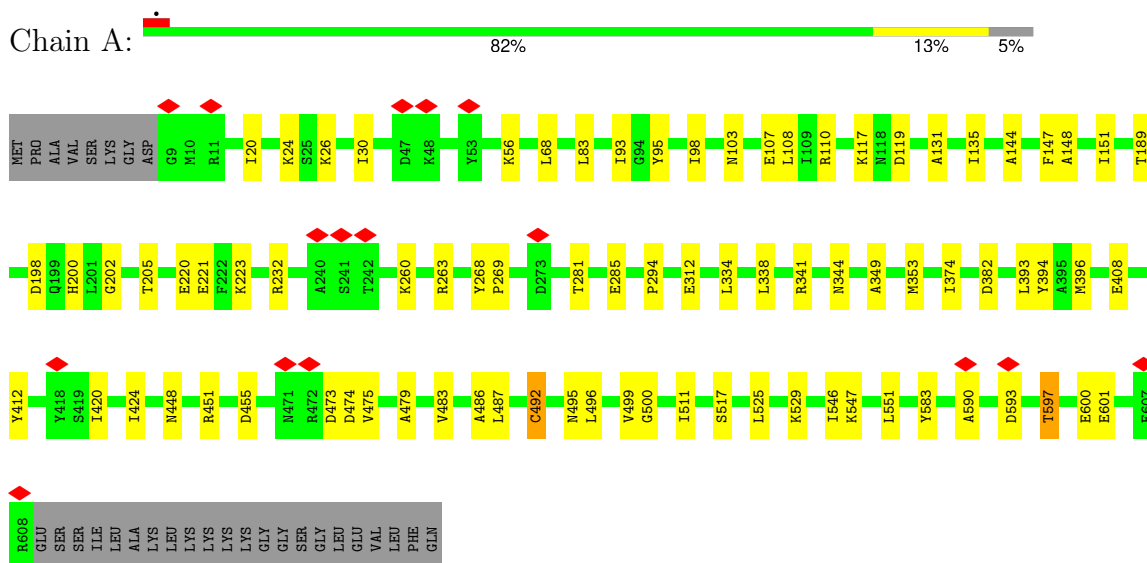 Chain A:
82% 13% 5%
MET PRO ALA VAL SER LYS GLY ASP G9 M10 R11 I20 K24 S25 K26 I30 D47 K48 Y53 K56 L68 L83 I93 G94 Y95 I98 N103 E107 L108 I109 R110 K117 N118 D119 A131 I135 A144 F147 A148 I151 T189
D198 Q199 H200 L201 G202 T205 E220 E221 F222 K223 R232 A240 S241 T242 K260 R263 Y268 P269 D273 T281 E285 P294 E312 L334 L338 R341 N344 A349 M353 I374 D382 L393 Y394 A395 M396 E408
Y412 Y418 S419 I420 I424 N448 R451 D455 N471 R472 D473 D474 V475 A479 V483 A486 L487 C492 N495 L496 V499 G500 I511 S517 L525 K529 I546 K547 L551 Y583 A590 D593 T597 E600 E601 E607
R608 GLU SER SER ILE LEU ALA LYS LEU LYS LYS LYS GLY GLY SER GLY LEU GLU VAL LEU PHE GLN